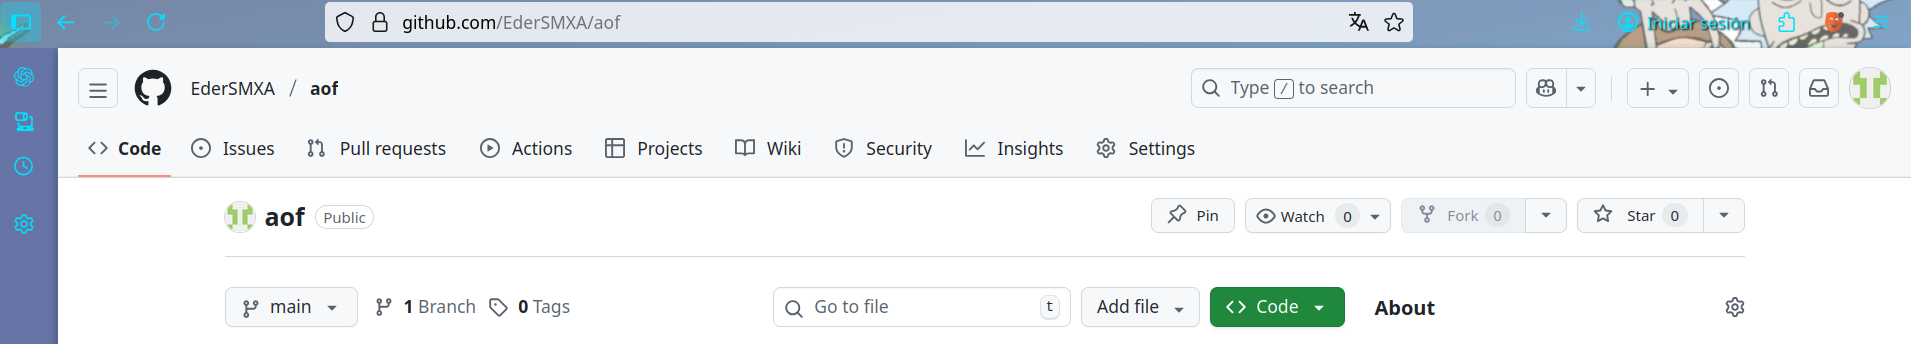 github.com/EderSMXA/aof
Iniciar sesión
EderSMXA / aof
Type / to search
Code Issues Pull requests Actions Projects Wiki Security Insights Settings
aof Public
Pin Watch 0 Fork 0 Star 0
main 1 Branch 0 Tags
Go to file t Add file Code About